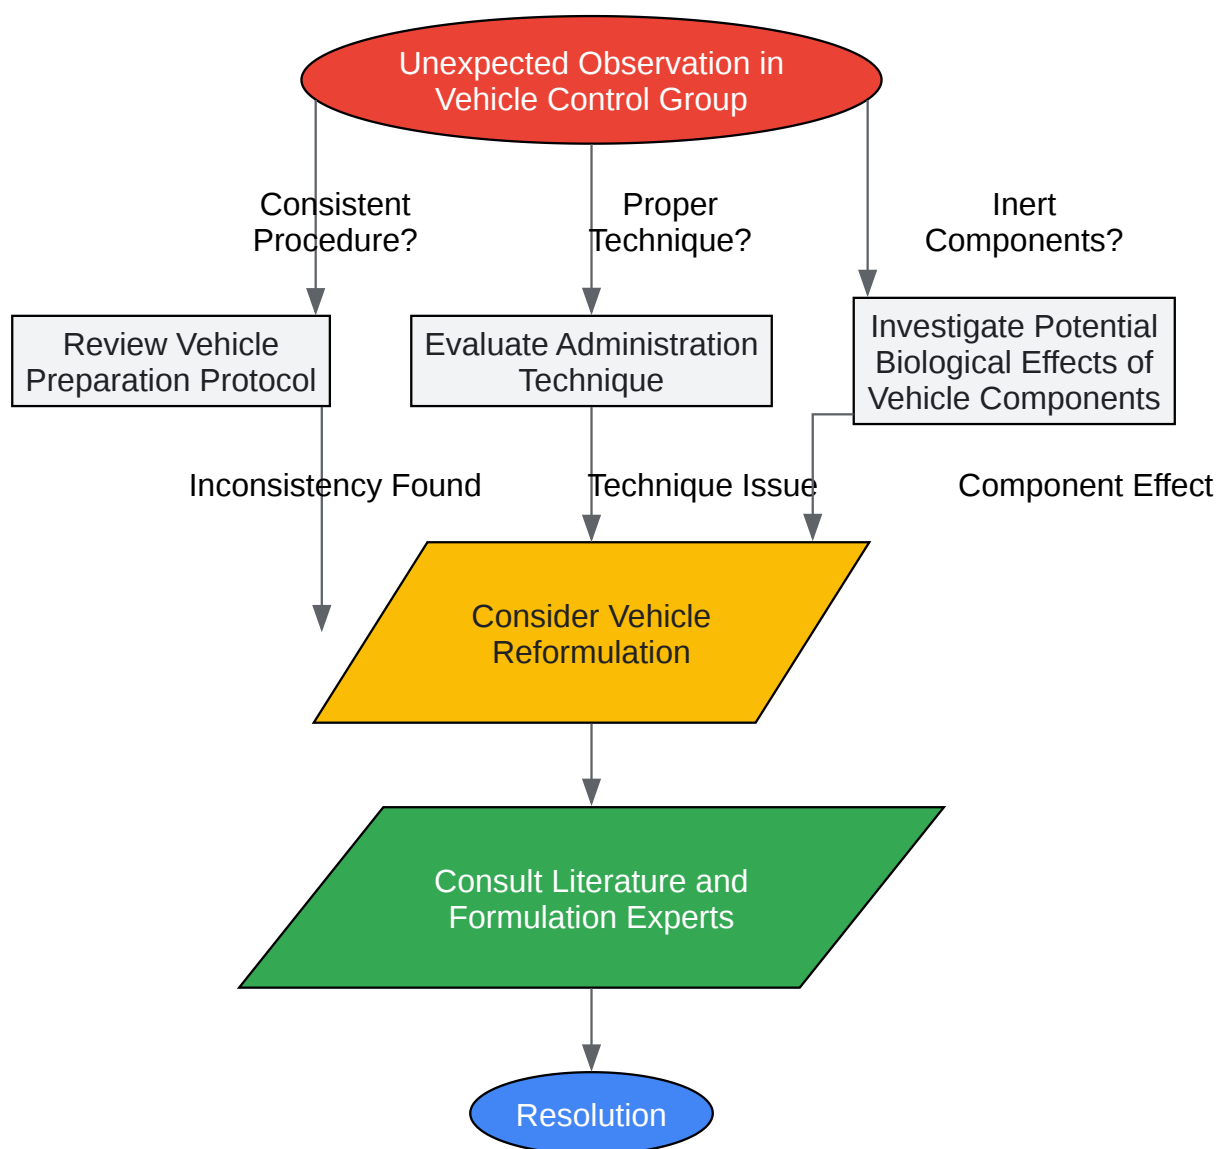 Unexpected Observation in
Vehicle Control Group
Consistent
Procedure?
Proper
Technique?
Inert
Components?
Review Vehicle
Preparation Protocol
Evaluate Administration
Technique
Investigate Potential
Biological Effects of
Vehicle Components
Inconsistency Found
Technique Issue
Component Effect
Consider Vehicle
Reformulation
Consult Literature and
Formulation Experts
Resolution